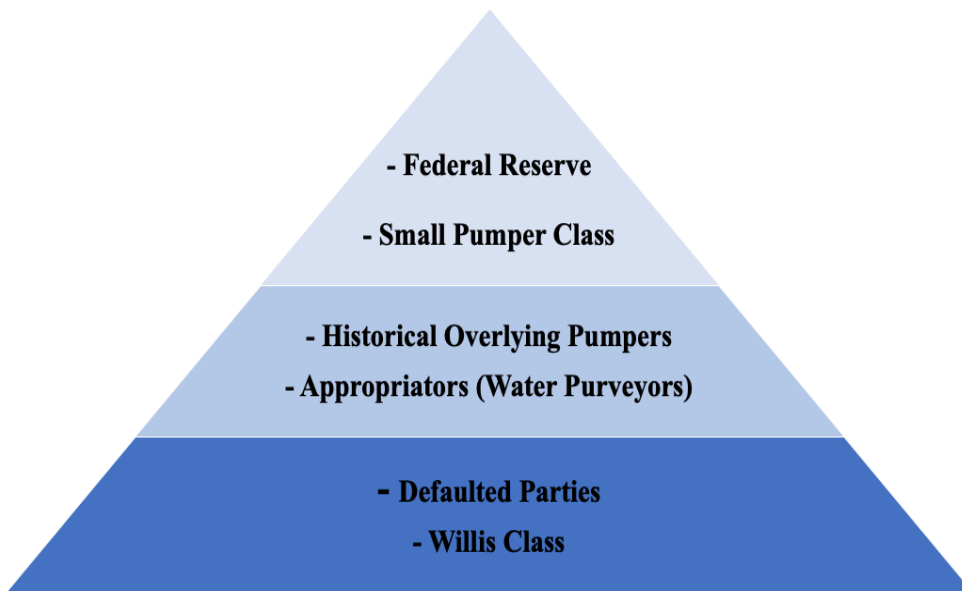 - Federal Reserve
- Small Pumper Class
- Historical Overlying Pumpers
- Appropriators (Water Purveyors)
- Defaulted Parties
- Willis Class